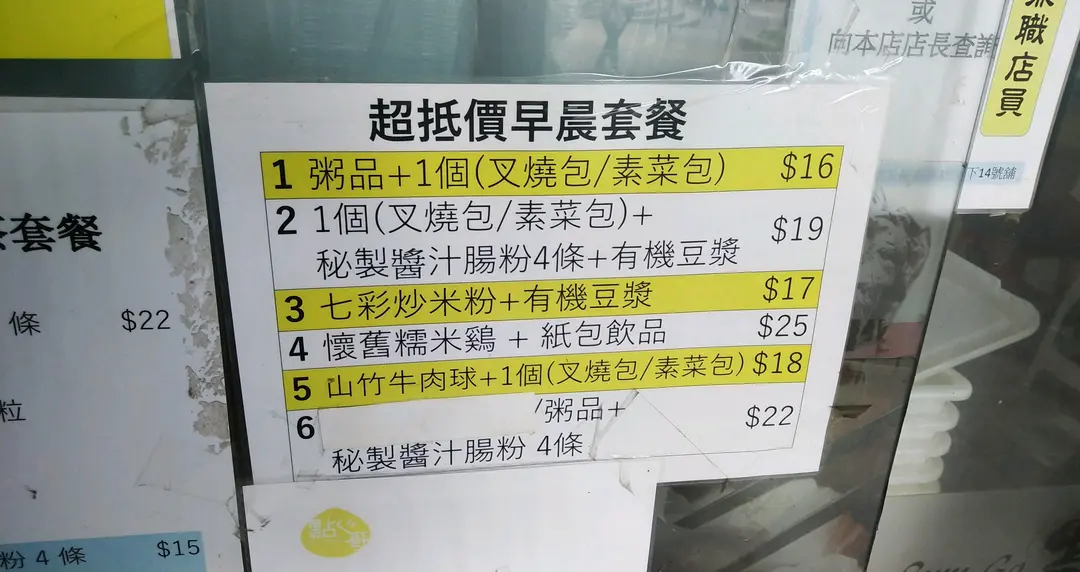 超抵價早晨套餐
1 粥品+1個(叉燒包/素菜包) $16
2 1個(叉燒包/素菜包)+
秘製醬汁腸粉4條+有機豆漿 $19
3 七彩炒米粉+有機豆漿 $17
4 懷舊糯米鷄 + 紙包飲品 $25
5 山竹牛肉球+1個(叉燒包/素菜包) $18
6 /粥品+ $22
秘製醬汁腸粉 4條
套餐
條 $22
粒
粉 4 條 $15
或
向本店店長查詢
職店員
下14號舖